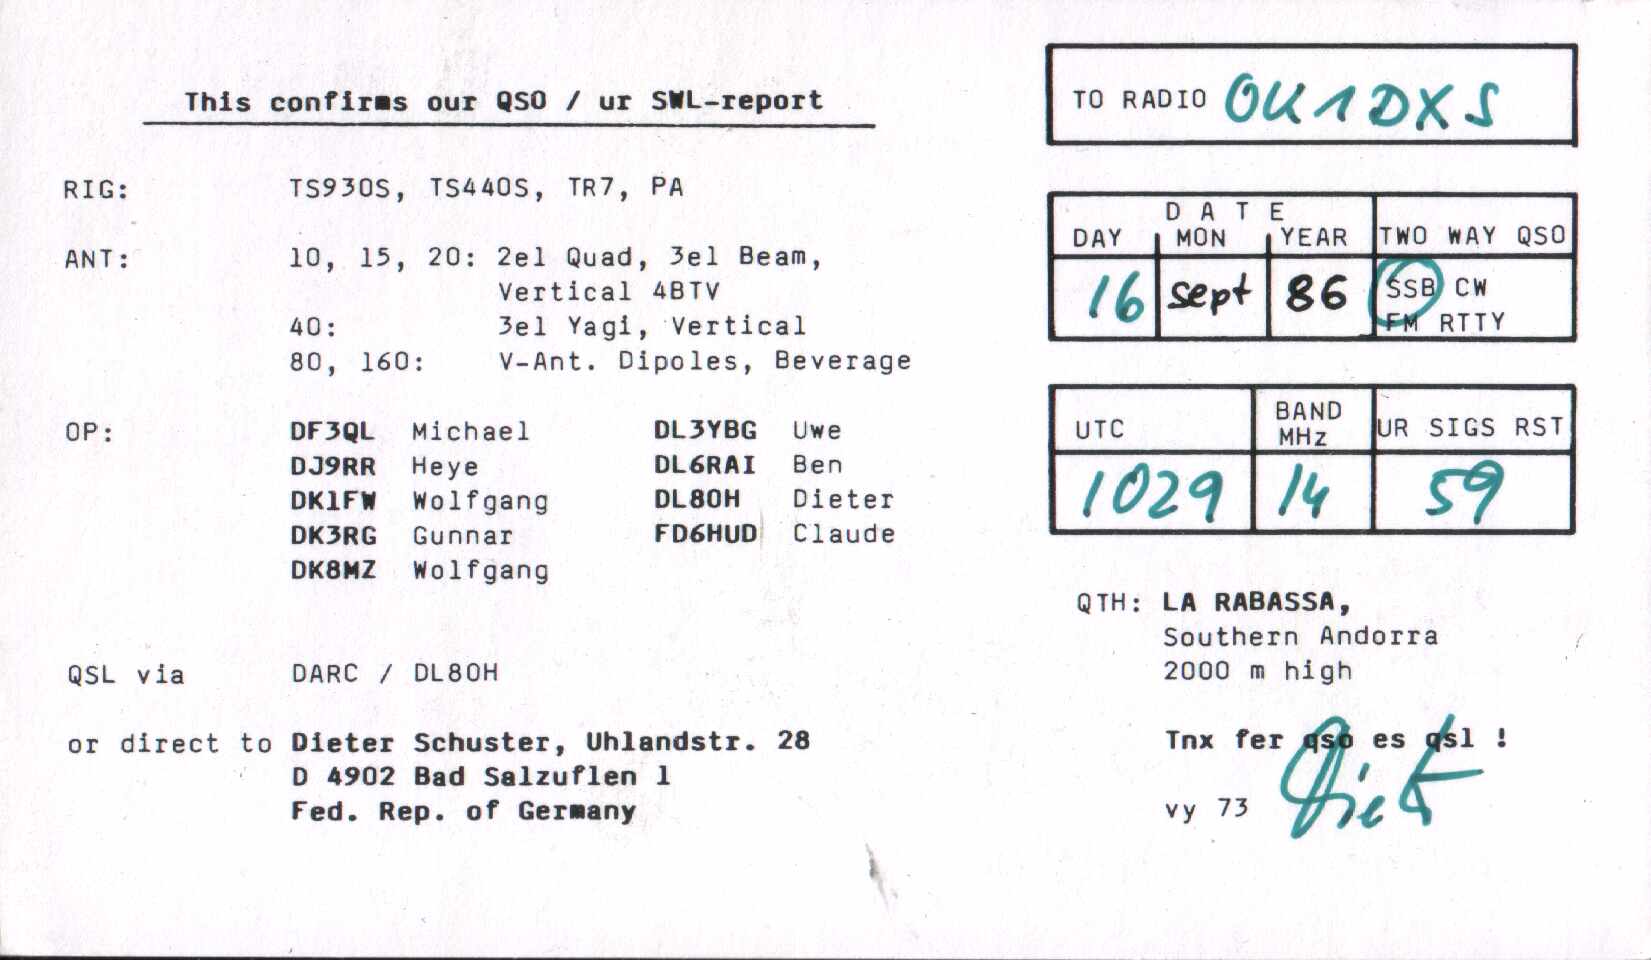 This confirms our QSO / ur SWL-report
RIG: TS930S, TS440S, TR7, PA
ANT: 10, 15, 20: 2el Quad, 3el Beam,
Vertical 4BTV
40: 3el Yagi, Vertical
80, 160: V-Ant. Dipoles, Beverage
OP: DF3QL Michael DL3YBG Uwe
DJ9RR Heye DL6RAI Ben
DK1FW Wolfgang DL8OH Dieter
DK3RG Gunnar FD6HUD Claude
DK8MZ Wolfgang
QSL via DARC / DL8OH
or direct to Dieter Schuster, Uhlandstr. 28
D 4902 Bad Salzuflen 1
Fed. Rep. of Germany
TO RADIO OK1DXS
DATE
DAY MON YEAR TWO WAY QSO
16 sept 86 SSB CW
FM RTTY
UTC BAND MHz UR SIGS RST
1029 14 59
QTH: LA RABASSA,
Southern Andorra
2000 m high
Tnx fer qso es qsl !
vy 73